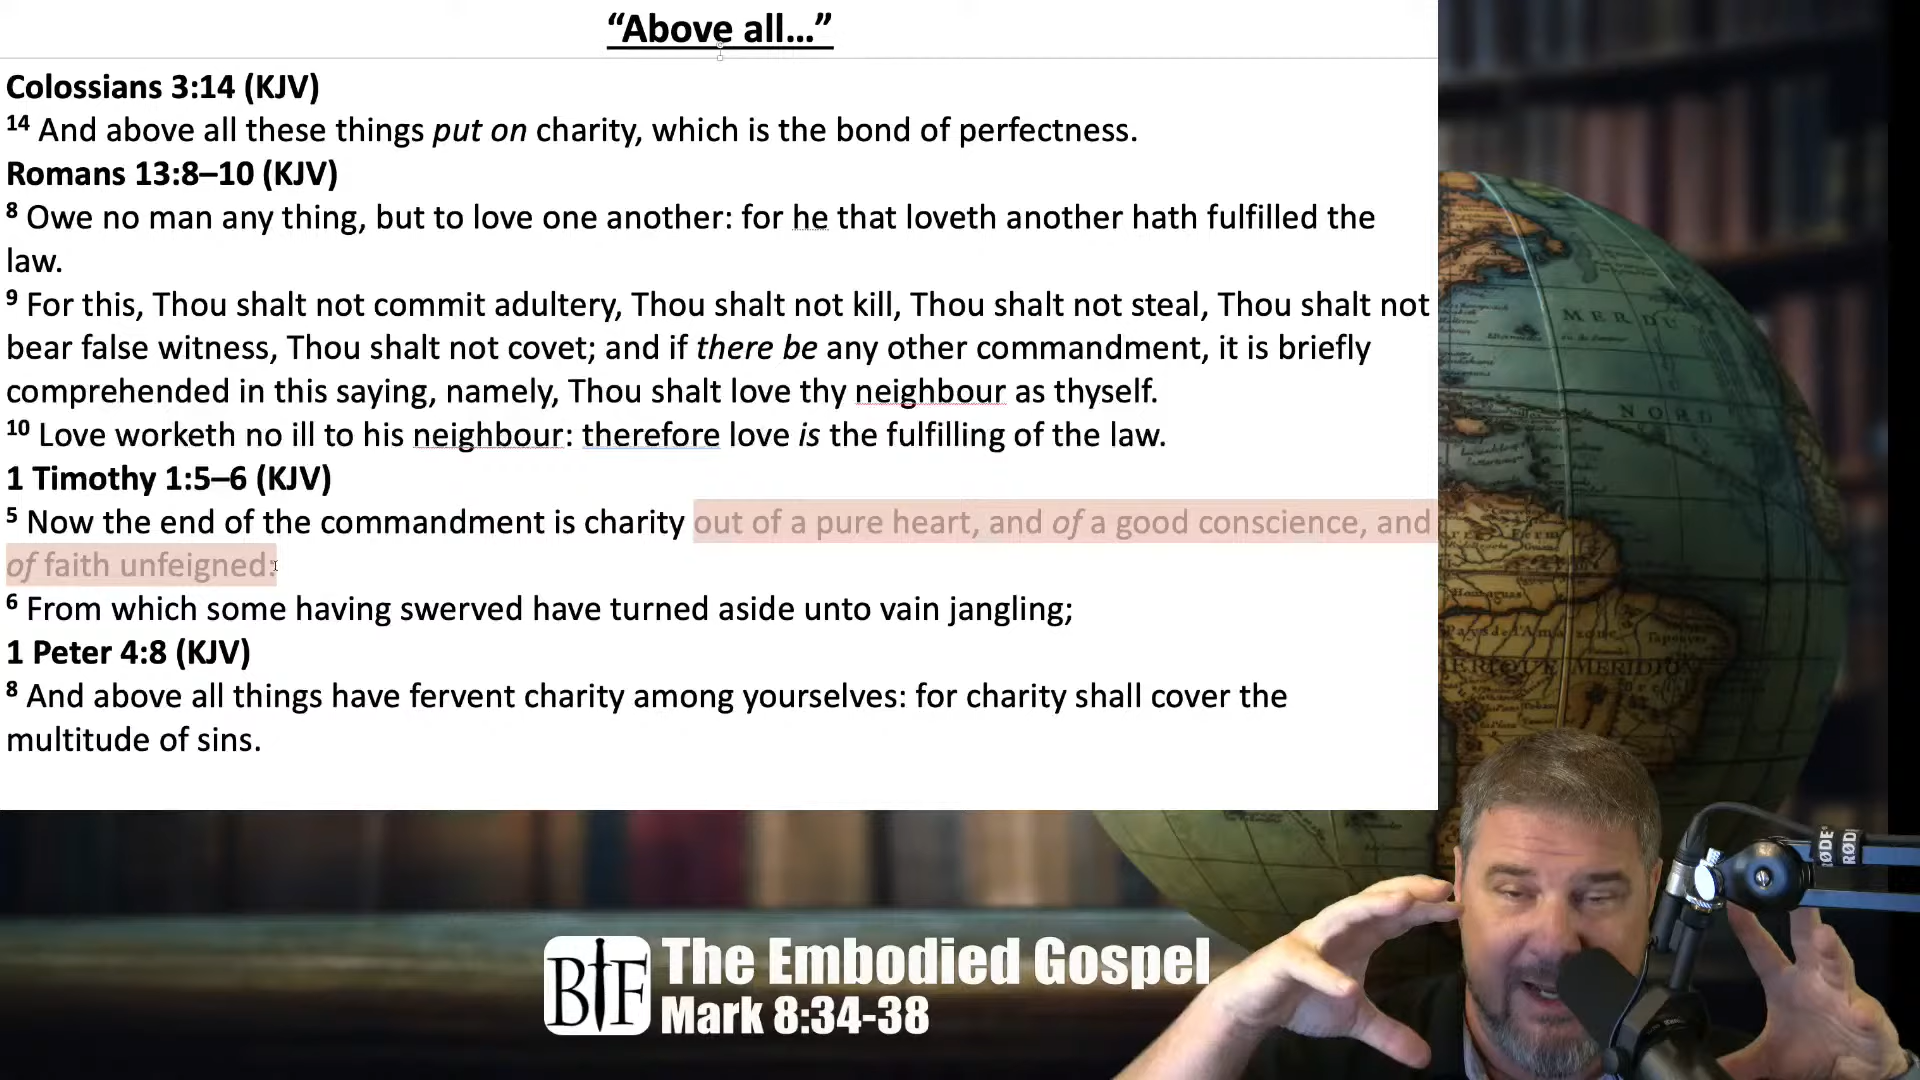 “Above all...”
Colossians 3:14 (KJV)
14 And above all these things put on charity, which is the bond of perfectness.
Romans 13:8–10 (KJV)
8 Owe no man any thing, but to love one another: for he that loveth another hath fulfilled the
law.
9 For this, Thou shalt not commit adultery, Thou shalt not kill, Thou shalt not steal, Thou shalt not
bear false witness, Thou shalt not covet; and if there be any other commandment, it is briefly
comprehended in this saying, namely, Thou shalt love thy neighbour as thyself.
10 Love worketh no ill to his neighbour: therefore love is the fulfilling of the law.
1 Timothy 1:5–6 (KJV)
5 Now the end of the commandment is charity out of a pure heart, and of a good conscience, and
of faith unfeigned:
6 From which some having swerved have turned aside unto vain jangling;
1 Peter 4:8 (KJV)
8 And above all things have fervent charity among yourselves: for charity shall cover the
multitude of sins.
MERDU
NORD
MERIDIO
RØDE
RØDE
BTF
The Embodied Gospel
Mark 8:34-38